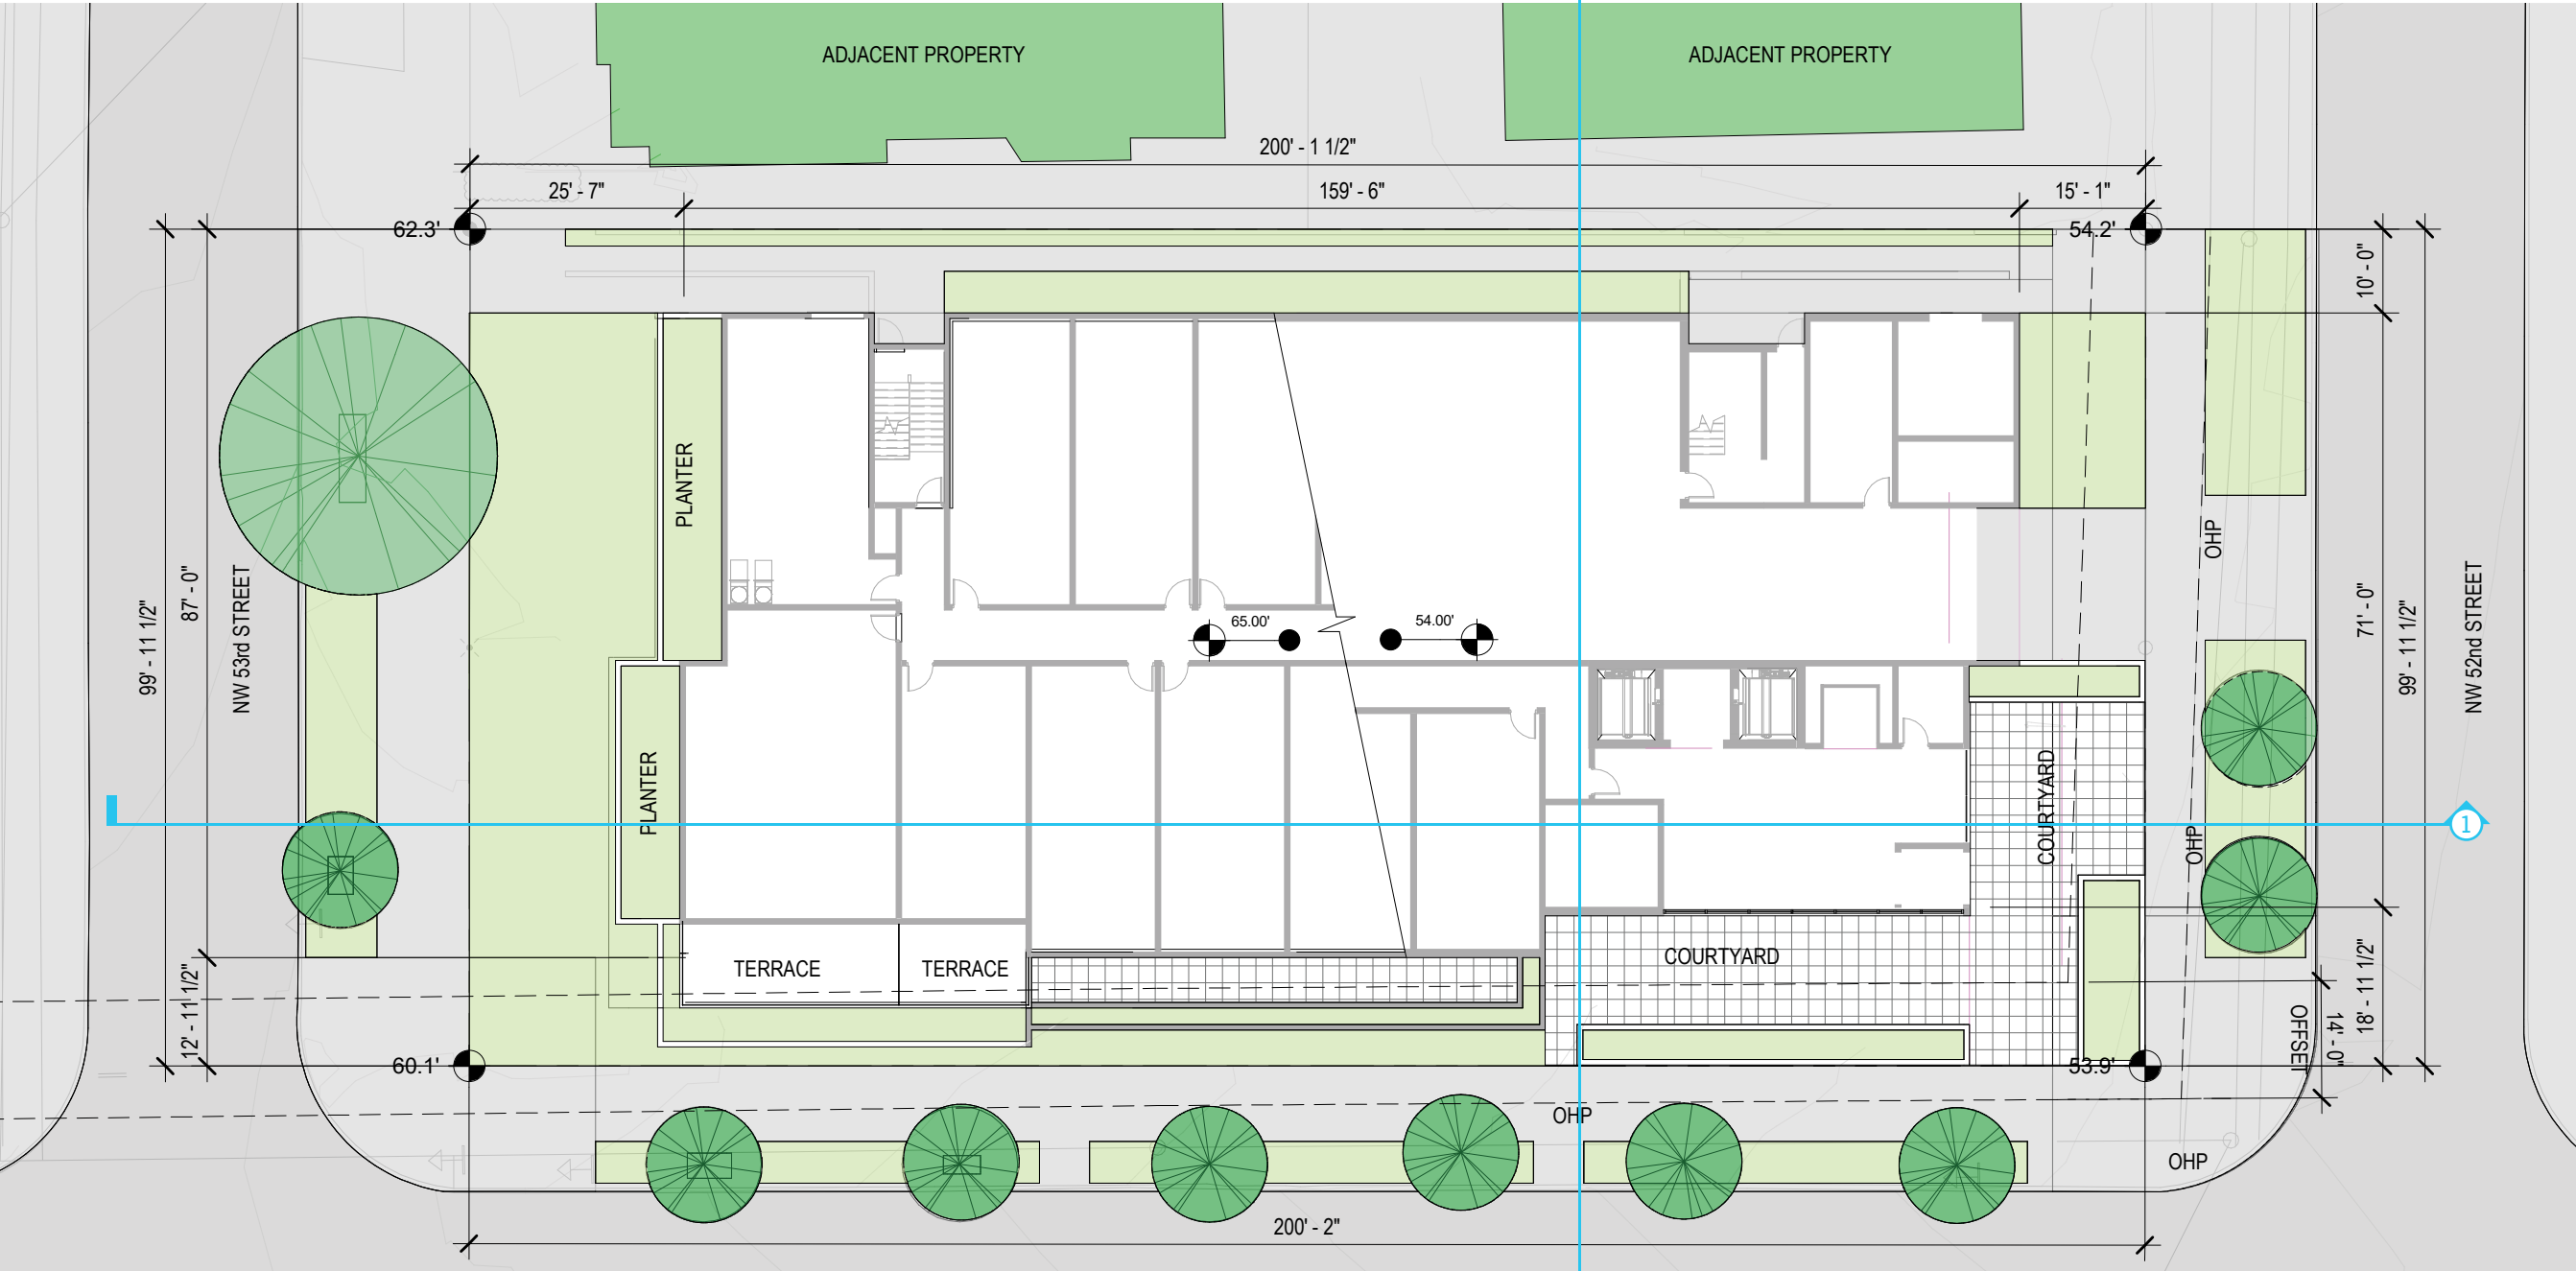 ADJACENT PROPERTY
ADJACENT PROPERTY
200' - 1 1/2"
25' - 7"
159' - 6"
15' - 1"
62.3'
54.2'
10' - 0"
PLANTER
OHP
99' - 11 1/2"
87' - 0"
NW 53rd STREET
65.00'
54.00'
71' - 0"
99' - 11 1/2"
NW 52nd STREET
PLANTER
COURTYARD
OHP
1
TERRACE
TERRACE
COURTYARD
12' - 11 1/2"
18' - 11 1/2"
14' - 0"
OFFSET
60.1'
53.9'
OHP
OHP
200' - 2"